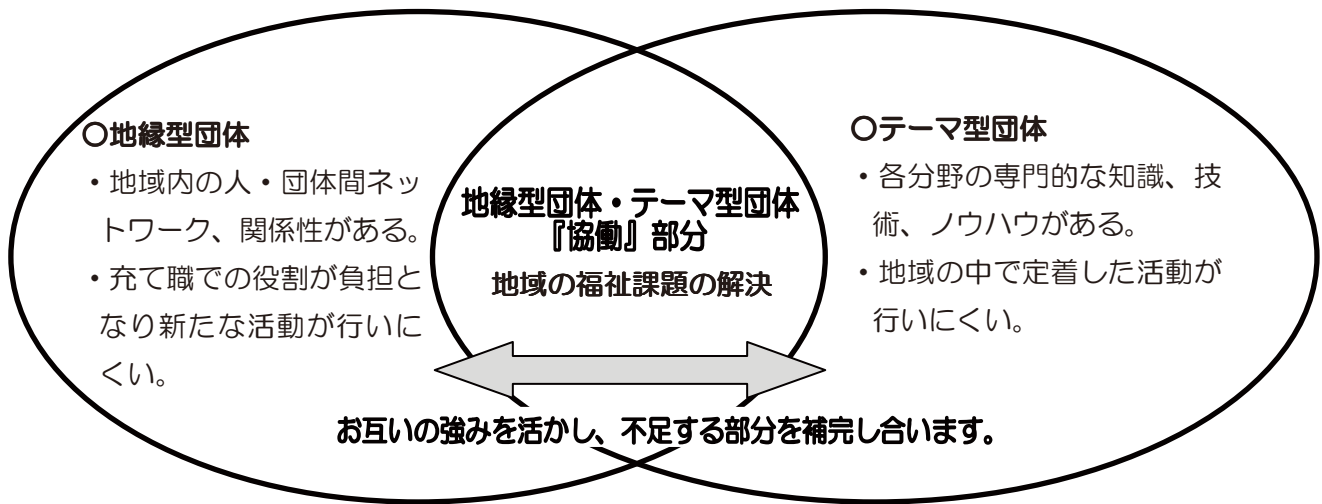 〇地縁型団体
・地域内の人・団体間ネッ
トワーク、関係性がある。
・充て職での役割が負担と
なり新たな活動が行いに
くい。
地縁型団体・テーマ型団体
『協働』部分
地域の福祉課題の解決
〇テーマ型団体
・各分野の専門的な知識、技
術、ノウハウがある。
・地域の中で定着した活動が
行いにくい。
お互いの強みを活かし、不足する部分を補完し合います。